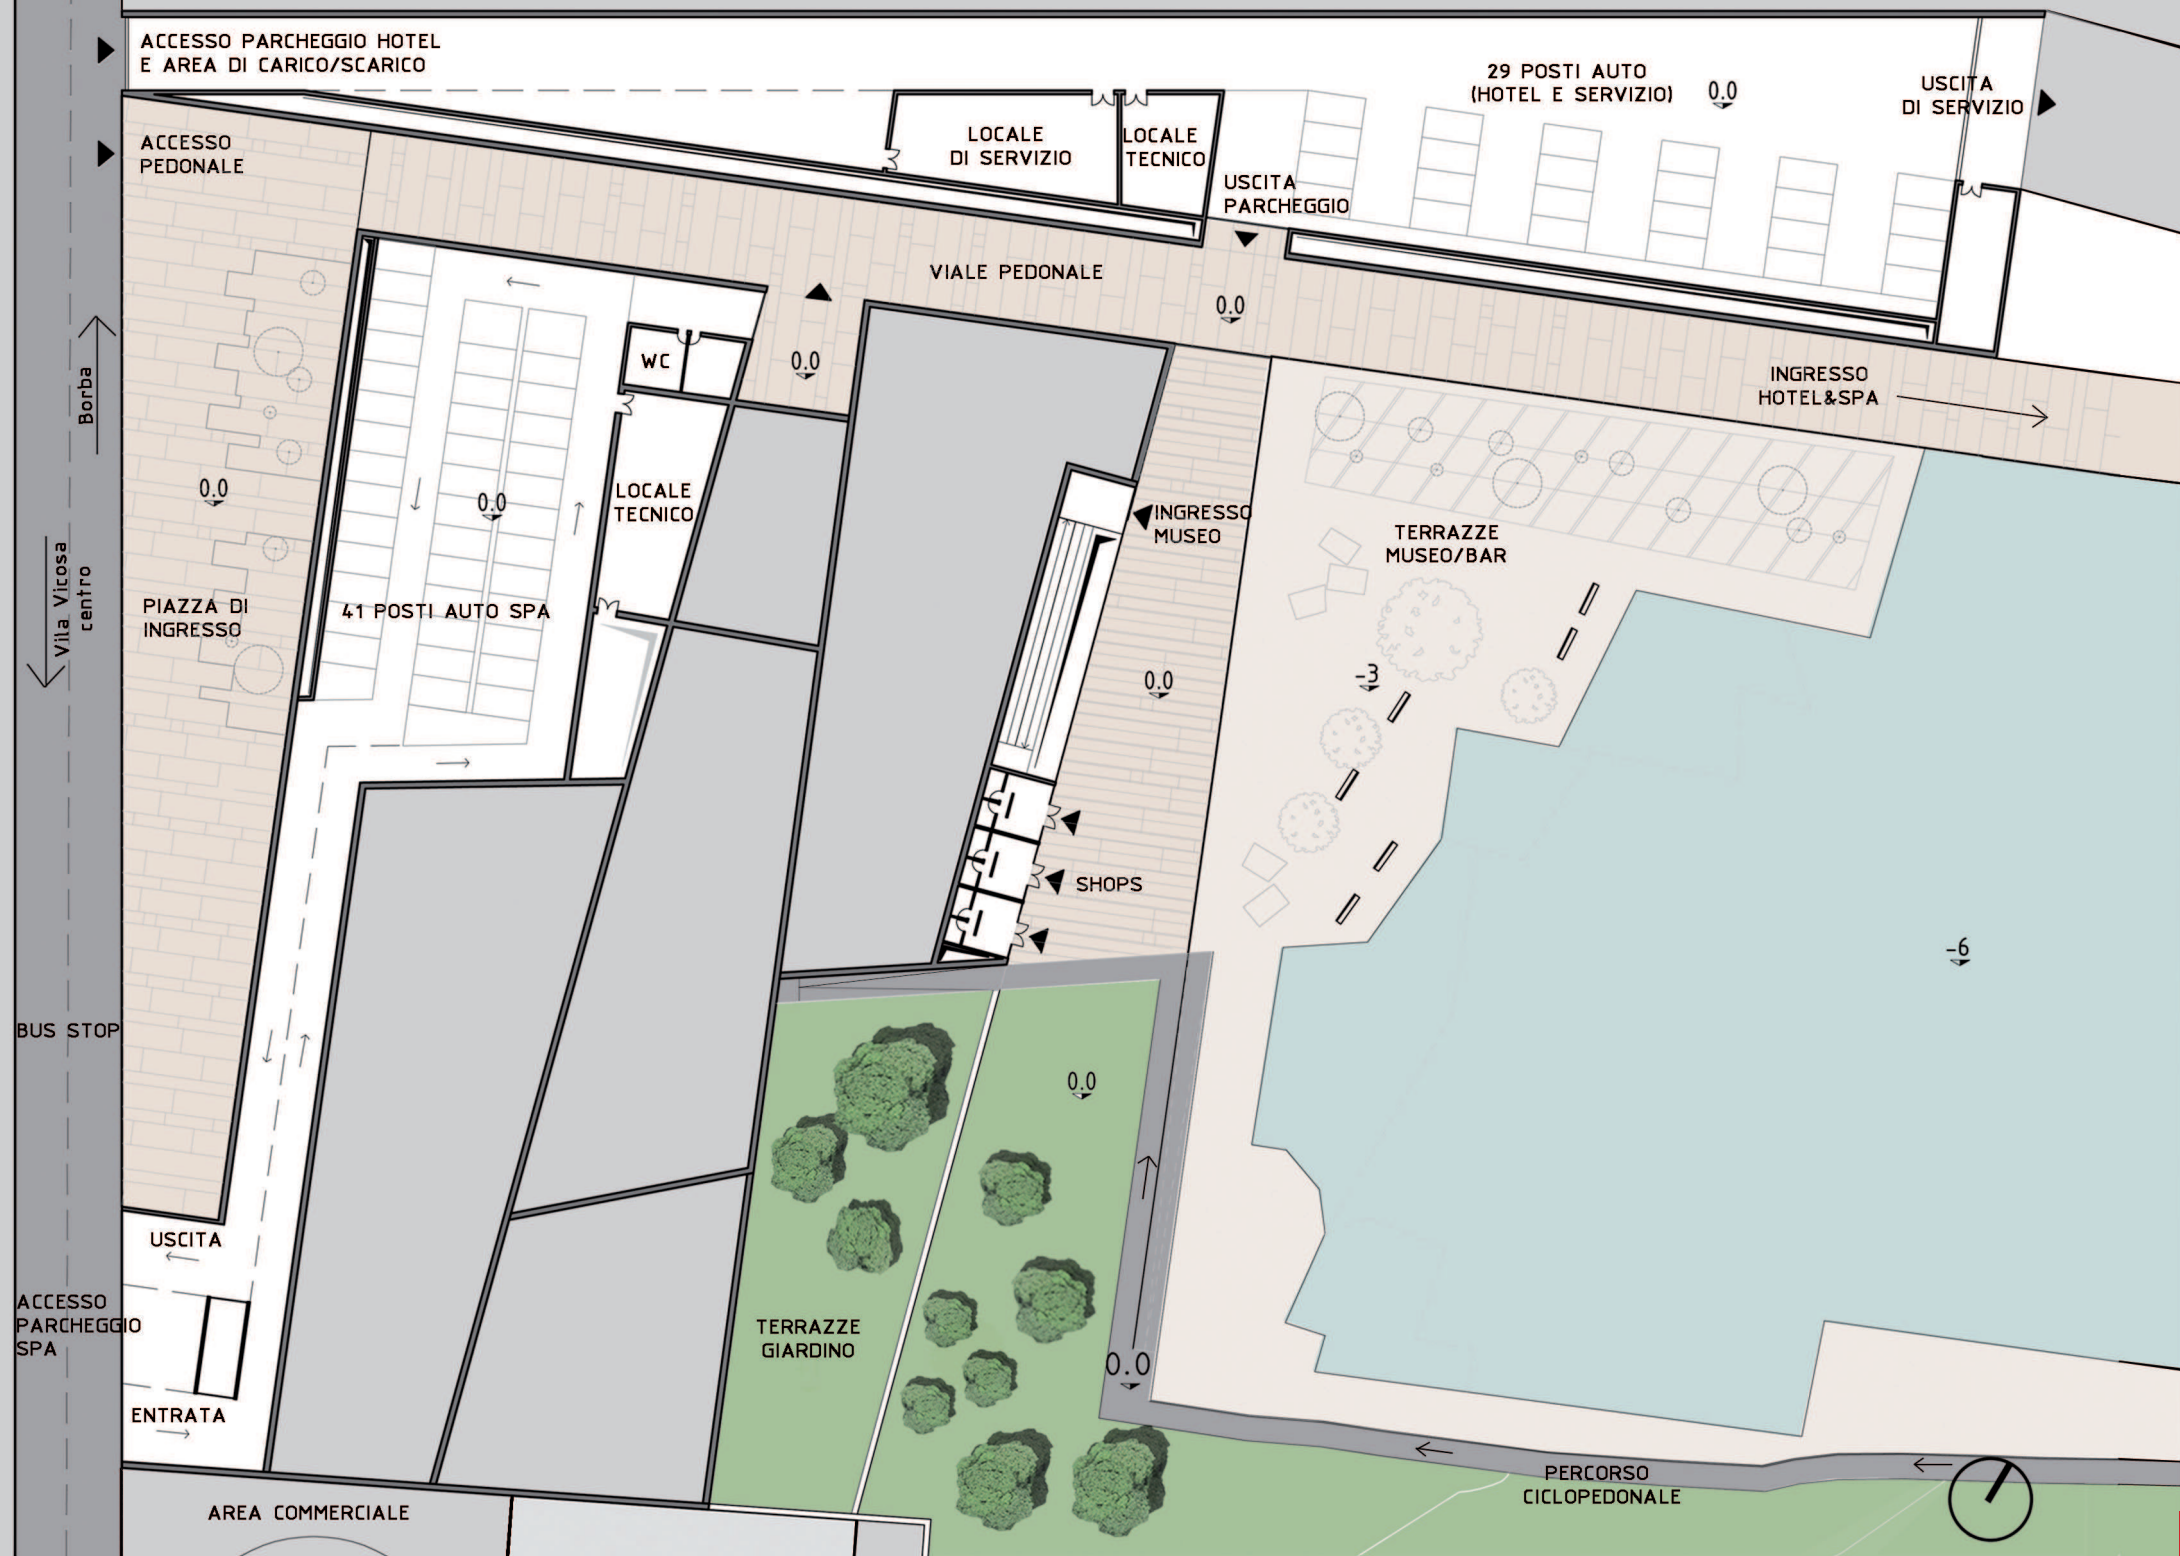 ACCESSO PARCHEGGIO HOTEL
E AREA DI CARICO/SCARICO
29 POSTI AUTO
(HOTEL E SERVIZIO)
0.0
USCITA
DI SERVIZIO
ACCESSO
PEDONALE
LOCALE
DI SERVIZIO
LOCALE
TECNICO
USCITA
PARCHEGGIO
VIALE PEDONALE
0.0
0.0
WC
INGRESSO
HOTEL&SPA
Borba
0.0
0.0
LOCALE
TECNICO
INGRESSO
MUSEO
TERRAZZE
MUSEO/BAR
Vila Vicosa
centro
PIAZZA DI
INGRESSO
41 POSTI AUTO SPA
0.0
-3
SHOPS
-6
BUS STOP
0.0
USCITA
ACCESSO
PARCHEGGIO
SPA
TERRAZZE
GIARDINO
0.0
ENTRATA
PERCORSO
CICLOPEDONALE
AREA COMMERCIALE